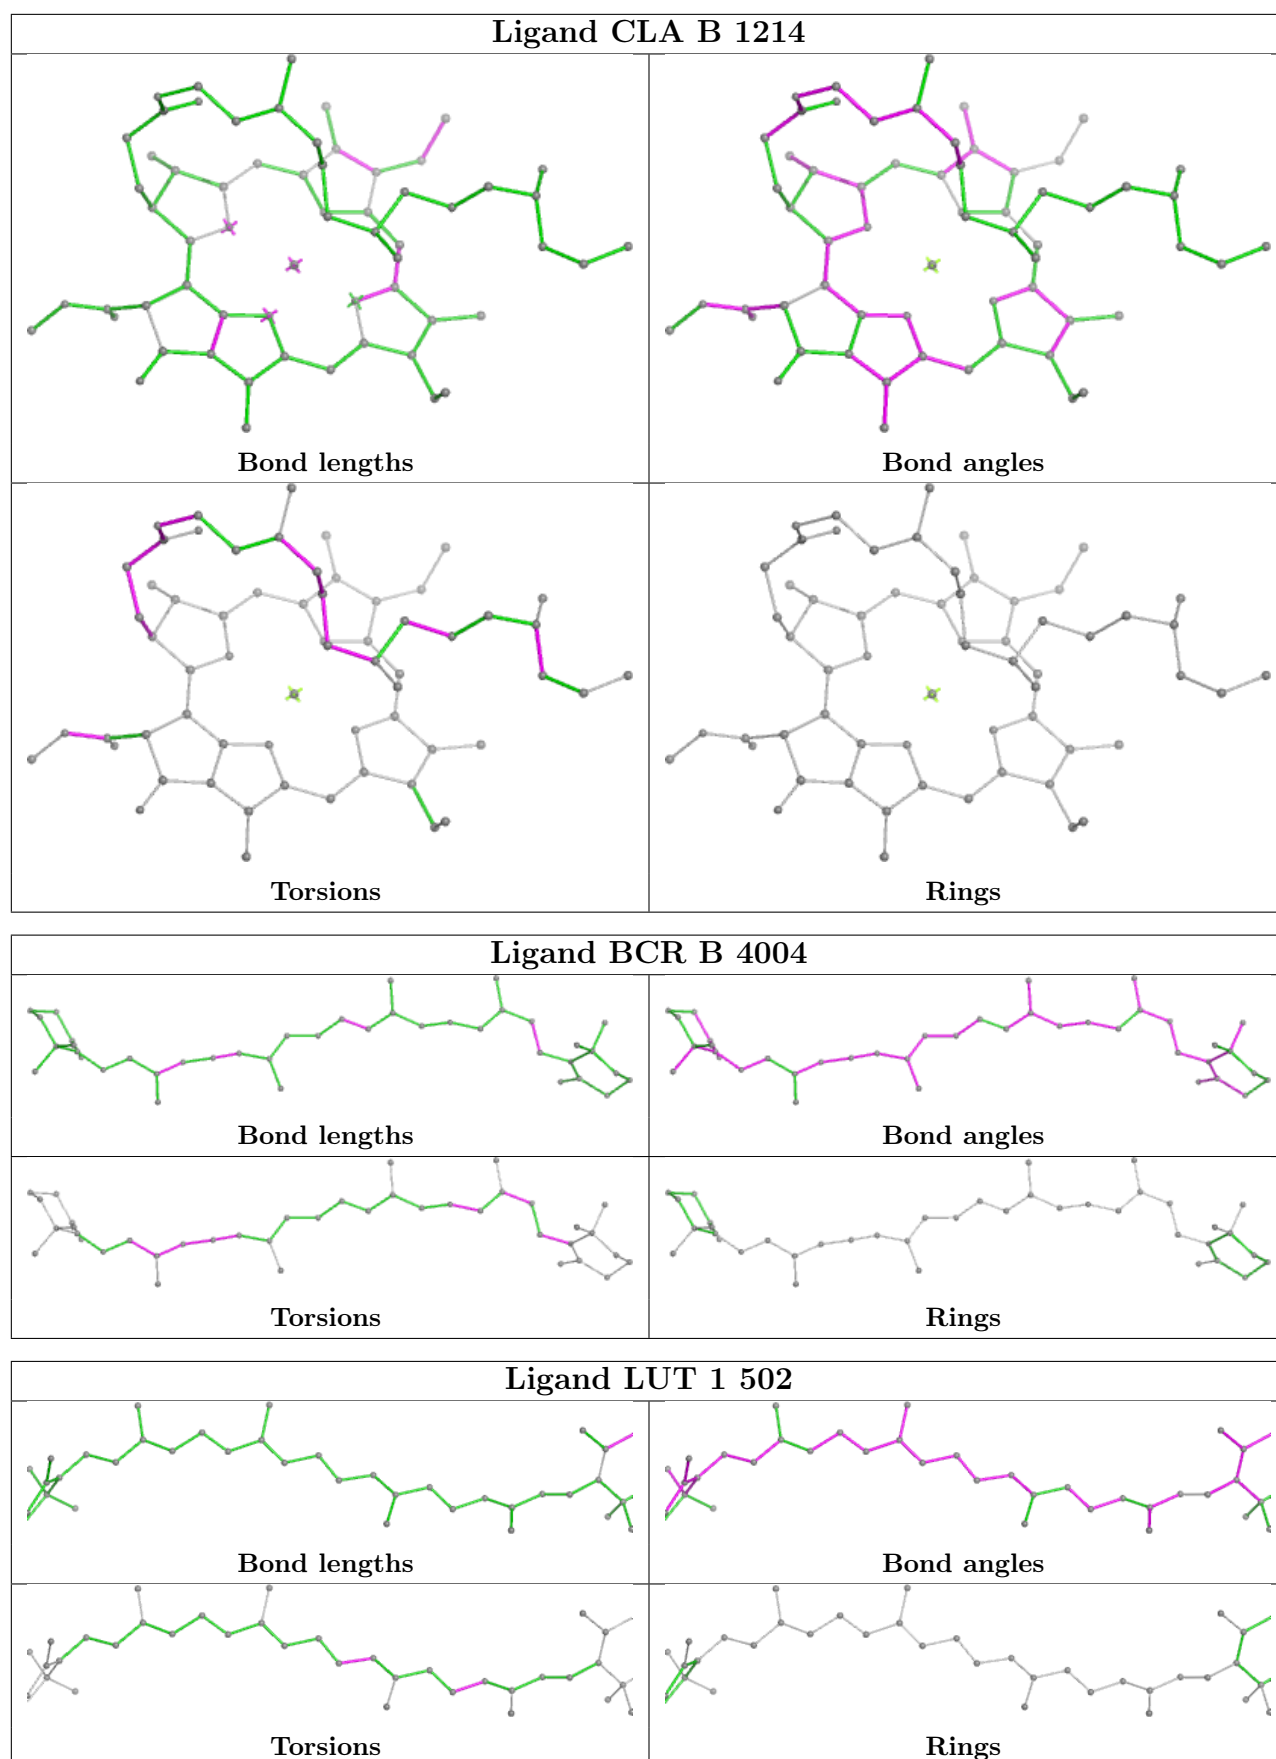 Ligand CLA B 1214
Bond lengths
Bond angles
Torsions
Rings
Ligand BCR B 4004
Bond lengths
Bond angles
Torsions
Rings
Ligand LUT 1 502
Bond lengths
Bond angles
Torsions
Rings